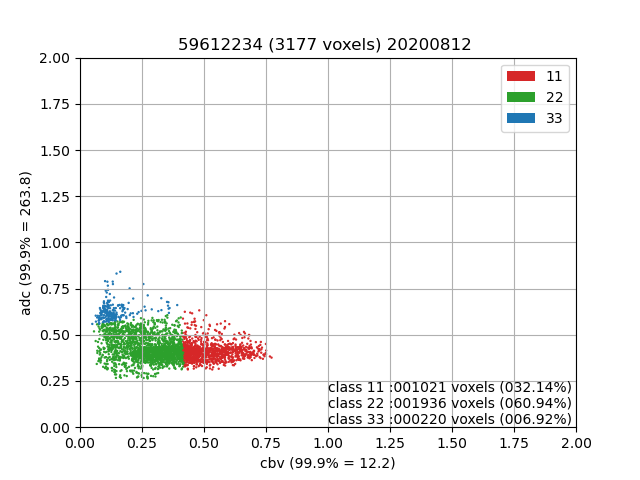 59612234 (3177 voxels) 20200812
2.00
1.75
1.50
1.25
1.00
0.75
0.50
0.25
0.00
adc (99.9% = 263.8)
11
22
33
class 11 :001021 voxels (032.14%)
class 22 :001936 voxels (060.94%)
class 33 :000220 voxels (006.92%)
0.00 0.25 0.50 0.75 1.00 1.25 1.50 1.75 2.00
cbv (99.9% = 12.2)